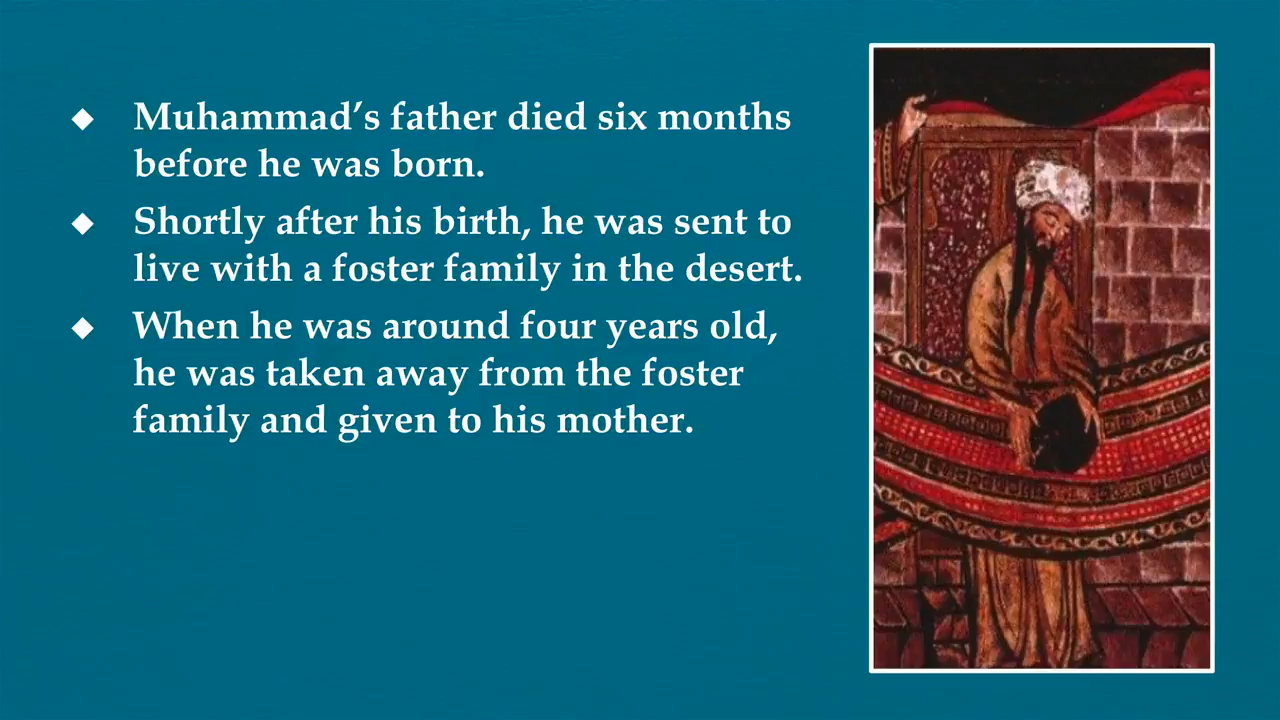 ◆ Muhammad’s father died six months
before he was born.
◆ Shortly after his birth, he was sent to
live with a foster family in the desert.
◆ When he was around four years old,
he was taken away from the foster
family and given to his mother.